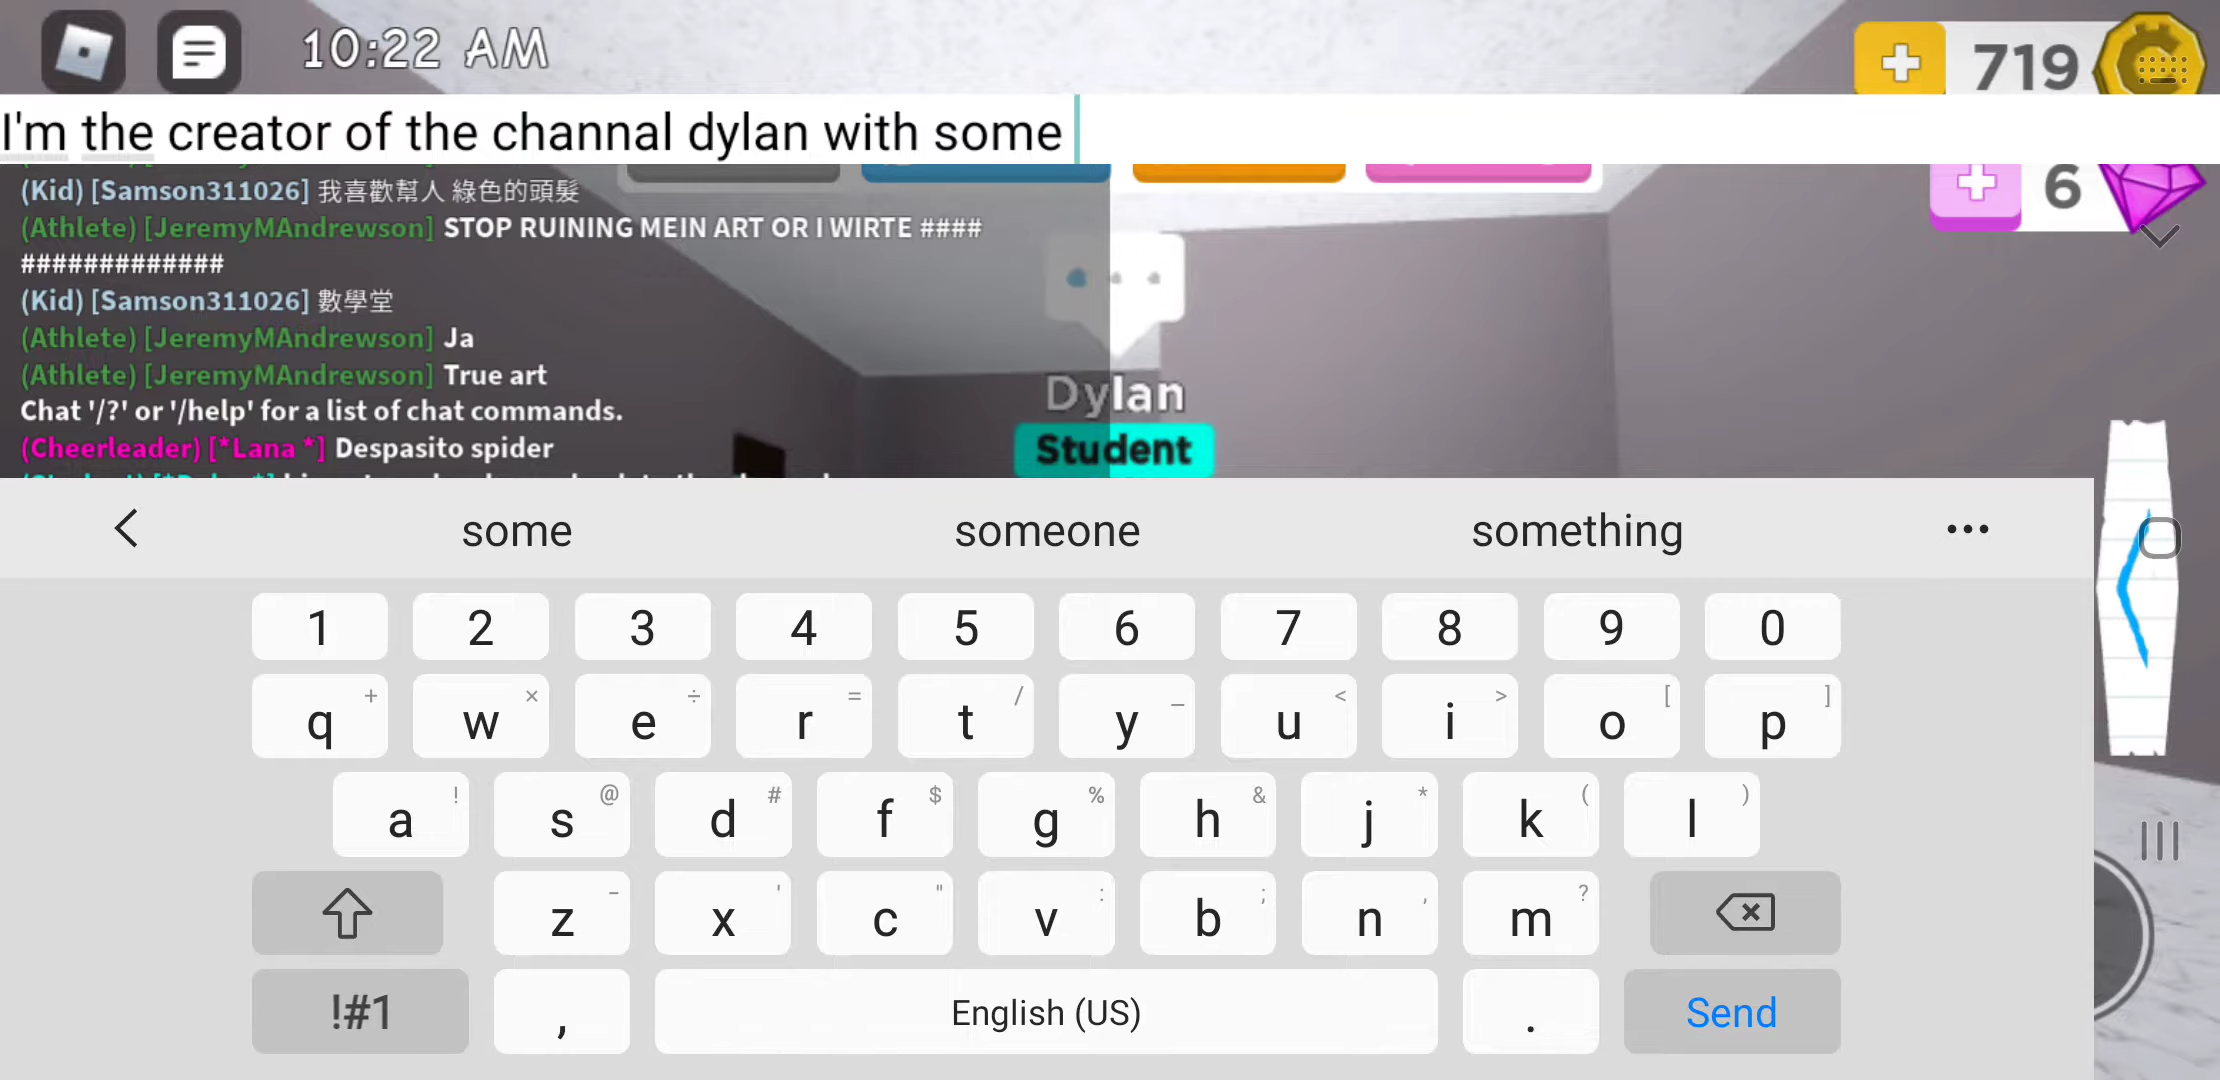 10:22 AM
719
I'm the creator of the channal dylan with some
6
(Kid) [Samson311026] 我喜歡幫人 綠色的頭髮
(Athlete) [JeremyMAndrewson] STOP RUINING MEIN ART OR I WIRTE ####
#############
(Kid) [Samson311026] 數學堂
(Athlete) [JeremyMAndrewson] Ja
(Athlete) [JeremyMAndrewson] True art
Chat '/?' or '/help' for a list of chat commands.
(Cheerleader) [*Lana *] Despasito spider
Dylan
Student
some someone something
1 2 3 4 5 6 7 8 9 0
q + w × e ÷ r = t / y _ u < i > o [ p ]
a ! s @ d # f $ g % h & j * k ( l )
z - x ' c " v : b ; n , m ?
!#1 , English (US) . Send